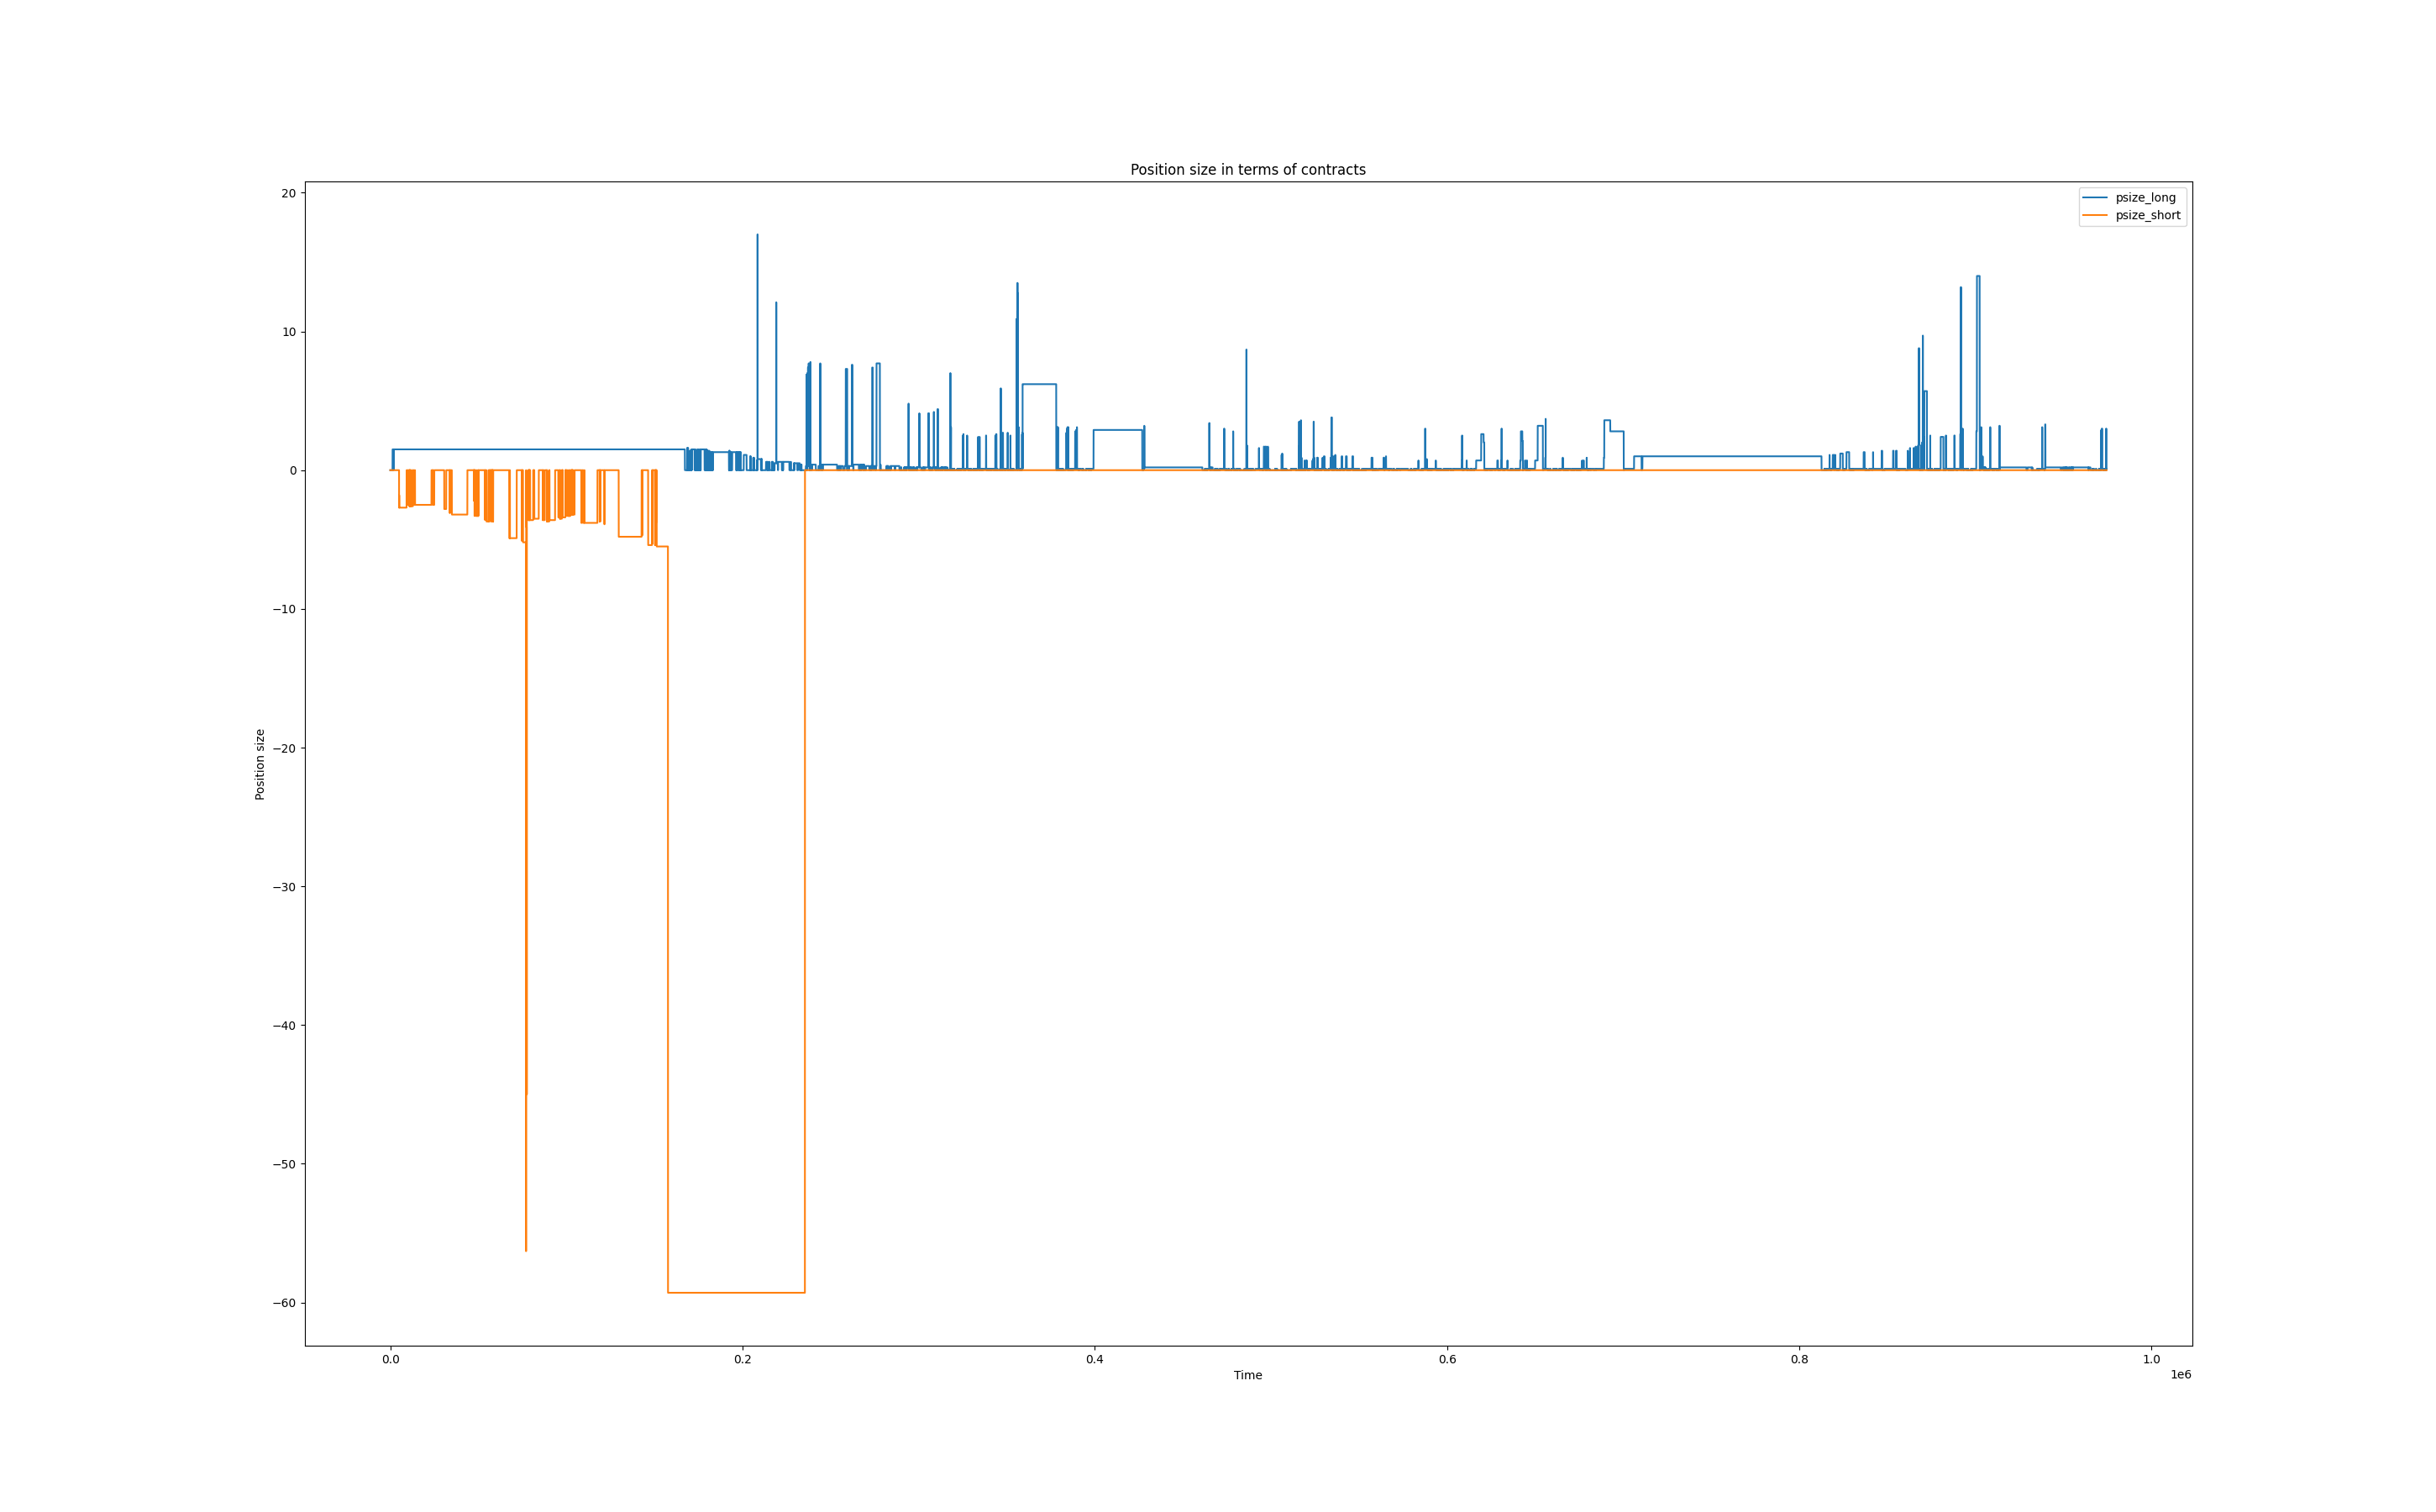 Position size in terms of contracts
psize_long
psize_short
20
10
0
−10
−20
−30
−40
−50
−60
Position size
0.0
0.2
0.4
0.6
0.8
1.0
Time
1e6